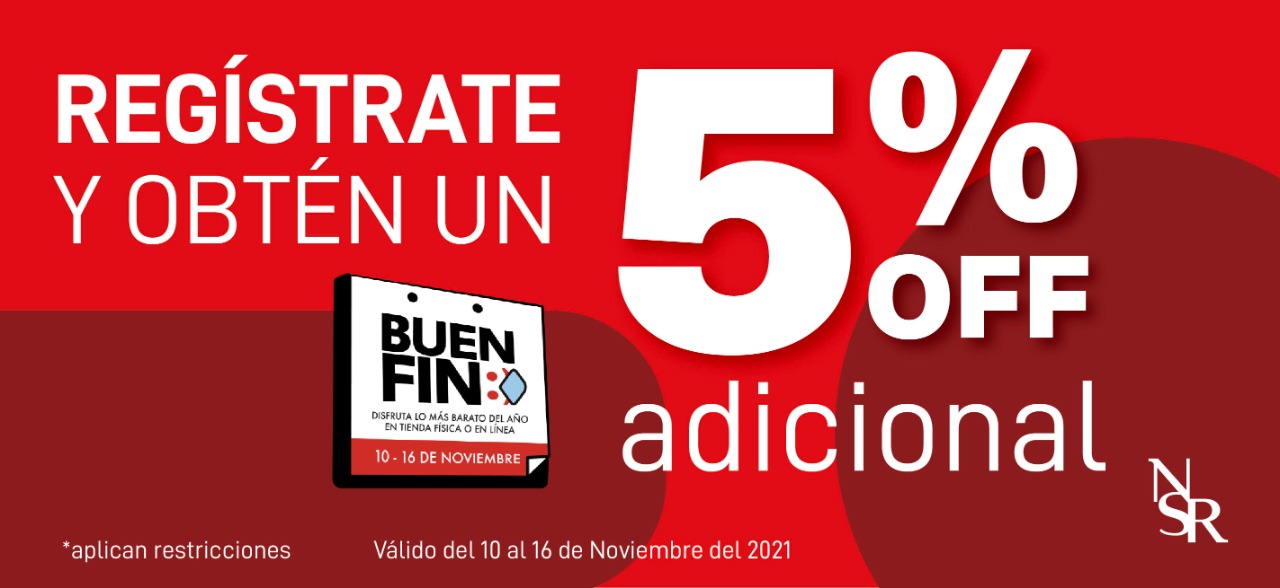 REGÍSTRATE
Y OBTÉN UN
5%
OFF
adicional
BUEN
FIN:)
DISFRUTA LO MÁS BARATO DEL AÑO
EN TIENDA FÍSICA O EN LÍNEA
10 - 16 DE NOVIEMBRE
NSR
*aplican restricciones
Válido del 10 al 16 de Noviembre del 2021